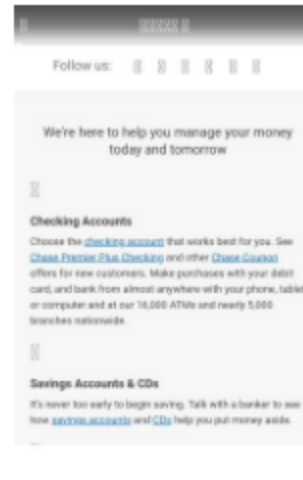 Follow us:
We're here to help you manage your money
today and tomorrow
Checking Accounts
Choose the checking account that works best for you. See
Chase Premier Plus Checking and other Chase Coupon
offers for new customers. Make purchases with your debit
card, and bank from almost anywhere with your phone, tablet
or computer and at our 16,000 ATMs and nearly 5,000
branches nationwide.
Savings Accounts & CDs
It's never too early to begin saving. Talk with a banker to see
how savings accounts and CDs help you put money aside.